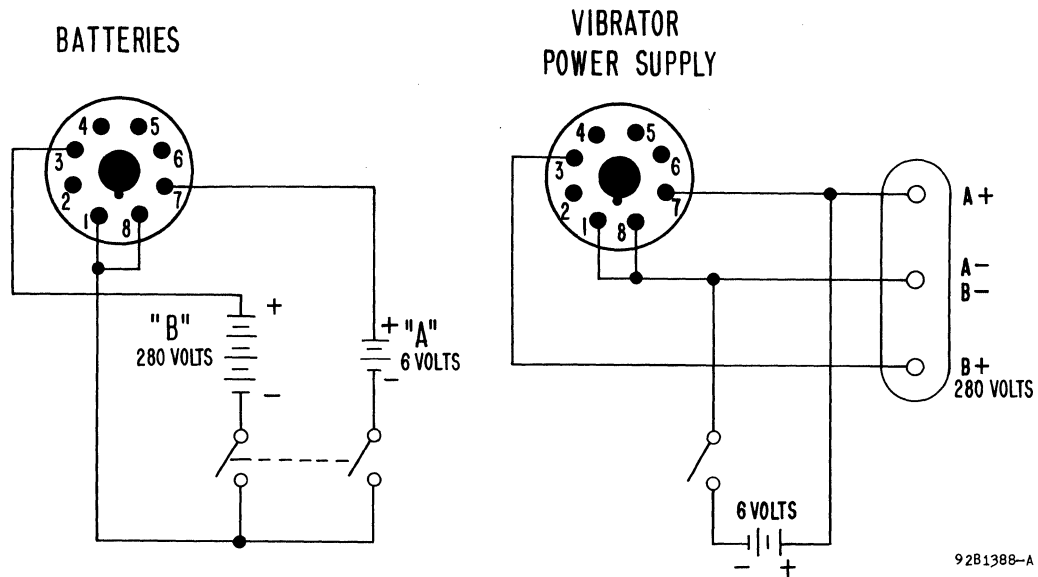 BATTERIES
4
5
3
6
2
7
1
8
"B"
280 VOLTS
+
−
+
"A"
6 VOLTS
−
VIBRATOR
POWER SUPPLY
4
5
3
6
2
7
1
8
A+
A−
B−
B+
280 VOLTS
6 VOLTS
− +
92B1388-A